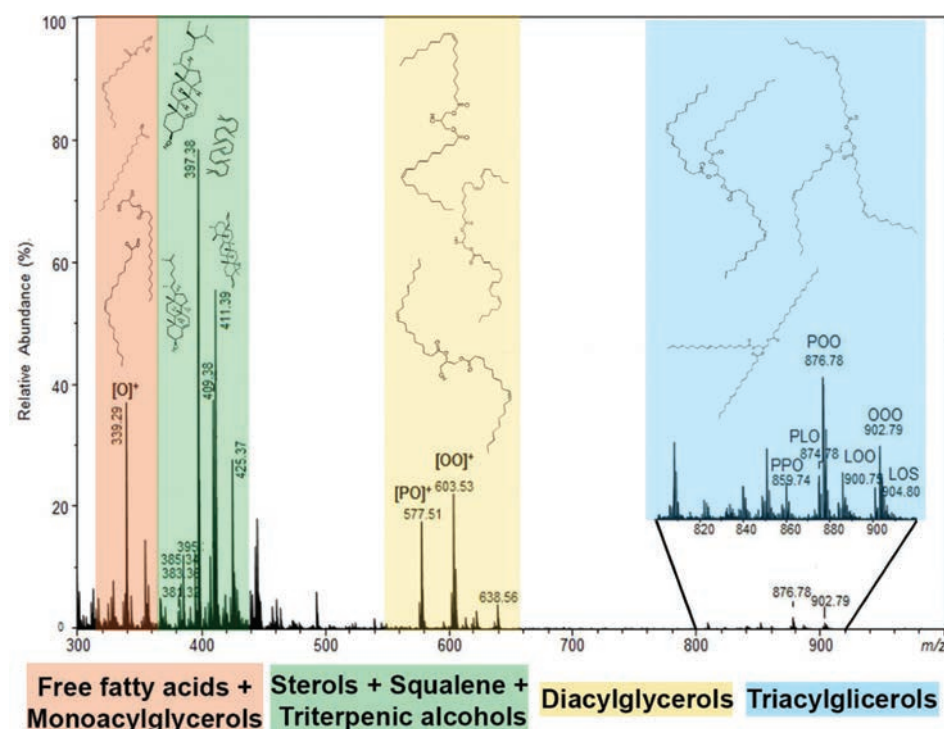 Relative Abundance (%).
100
80
60
40
20
0
300
400
500
600
700
800
900
m/z
[O]⁺
339.29
397.38
409.38
411.39
425.37
395
385.34
[PO]⁺
577.51
[OO]⁺
603.53
638.56
876.78
902.79
POO
876.78
PLO
874.78
PPO
859.74
LOO
900.75
OOO
902.79
LOS
904.80
820
840
860
880
900
Free fatty acids +
Monoacylglycerols
Sterols + Squalene +
Triterpenic alcohols
Diacylglycerols
Triacylglicerols